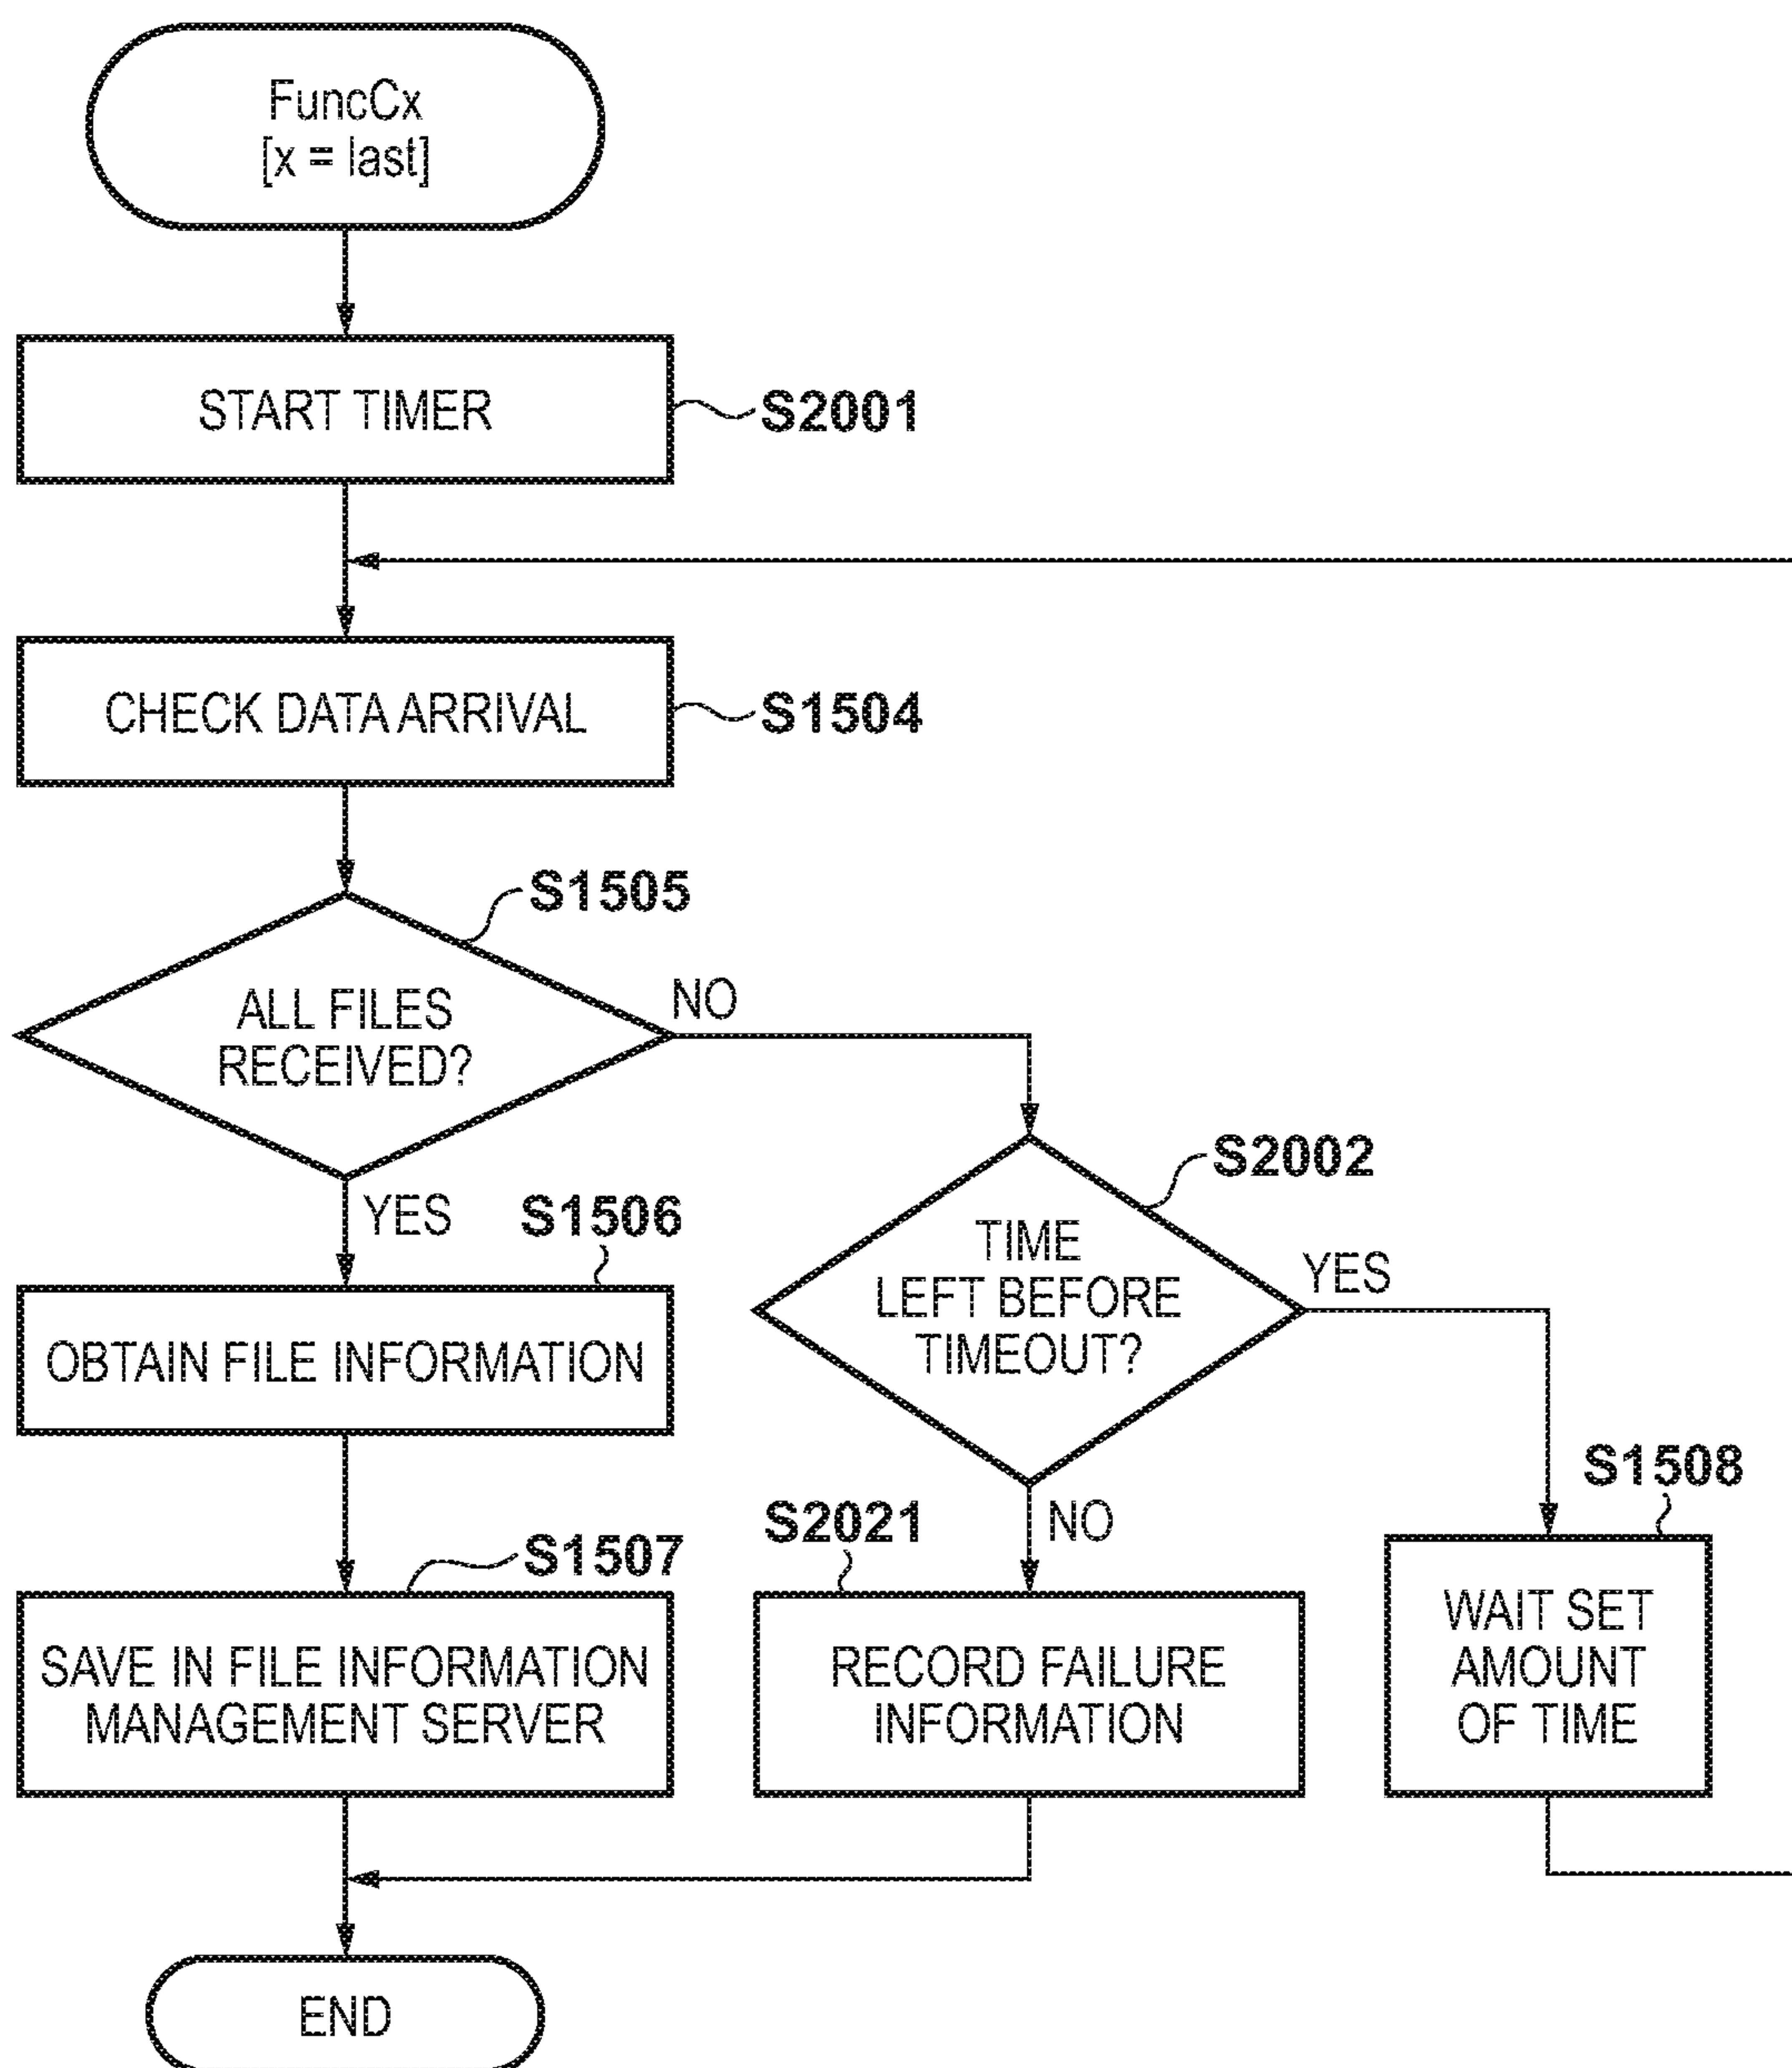 FuncCx
[x = last]
START TIMER
S2001
CHECK DATA ARRIVAL
S1504
S1505
ALL FILES
RECEIVED?
NO
YES
S2002
TIME
LEFT BEFORE
TIMEOUT?
YES
NO
S1506
OBTAIN FILE INFORMATION
S1507
SAVE IN FILE INFORMATION
MANAGEMENT SERVER
S2021
RECORD FAILURE
INFORMATION
S1508
WAIT SET
AMOUNT
OF TIME
END